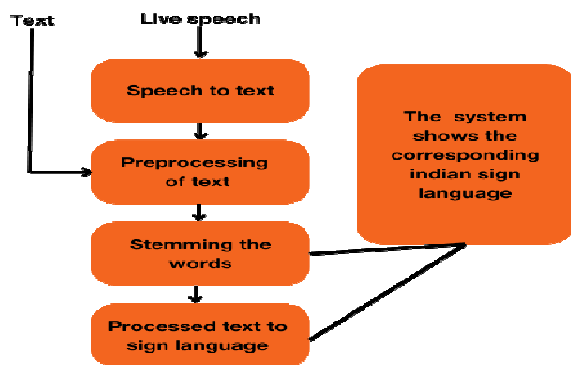 Text
Live speech
Speech to text
Preprocessing
of text
Stemming the
words
Processed text to
sign language
The system
shows the
corresponding
indian sign
language